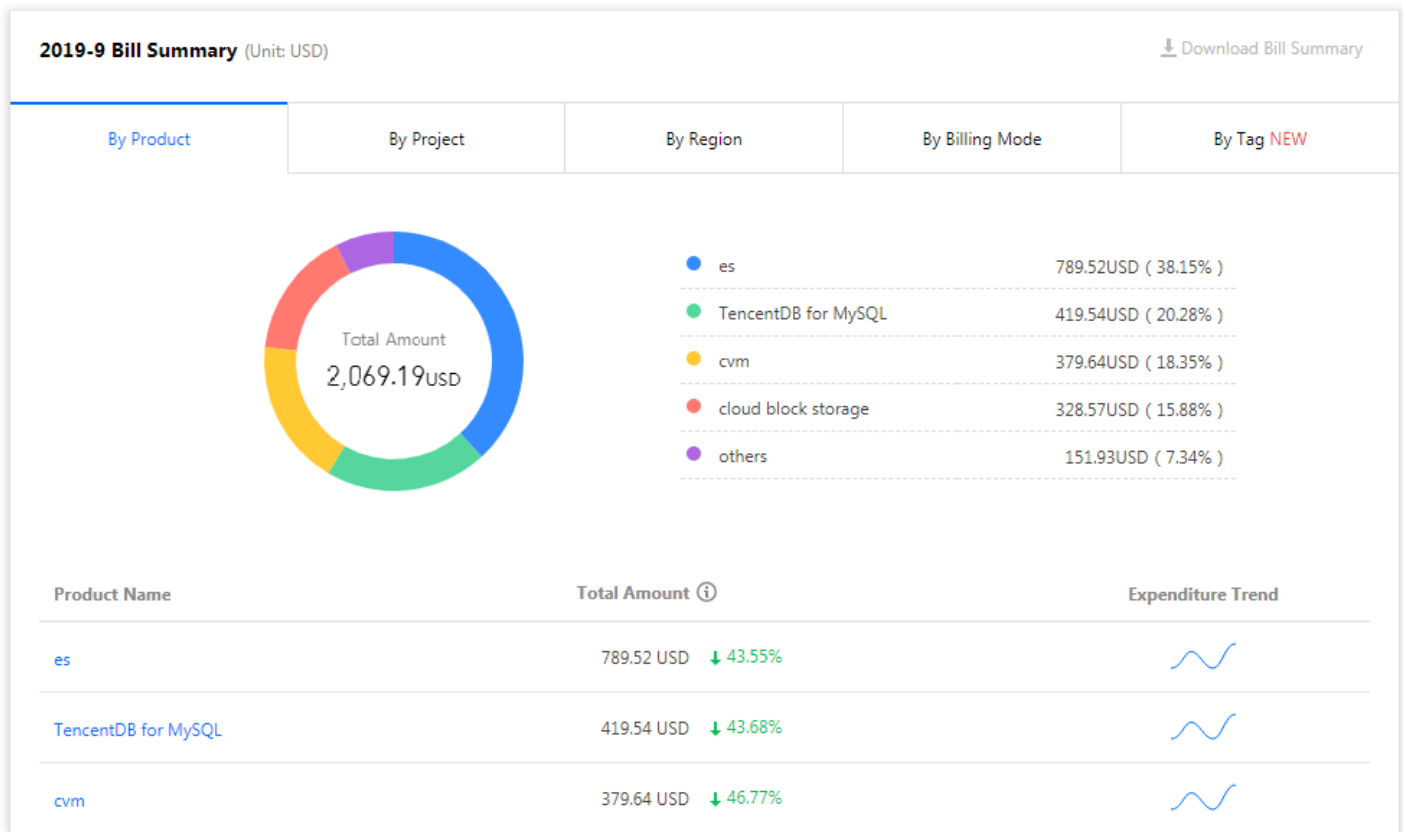 2019-9 Bill Summary (Unit: USD)
Download Bill Summary
By Product
By Project
By Region
By Billing Mode
By Tag NEW
Total Amount
2,069.19USD
es 789.52USD ( 38.15% )
TencentDB for MySQL 419.54USD ( 20.28% )
cvm 379.64USD ( 18.35% )
cloud block storage 328.57USD ( 15.88% )
others 151.93USD ( 7.34% )
Product Name Total Amount Expenditure Trend
es 789.52 USD 43.55%
TencentDB for MySQL 419.54 USD 43.68%
cvm 379.64 USD 46.77%